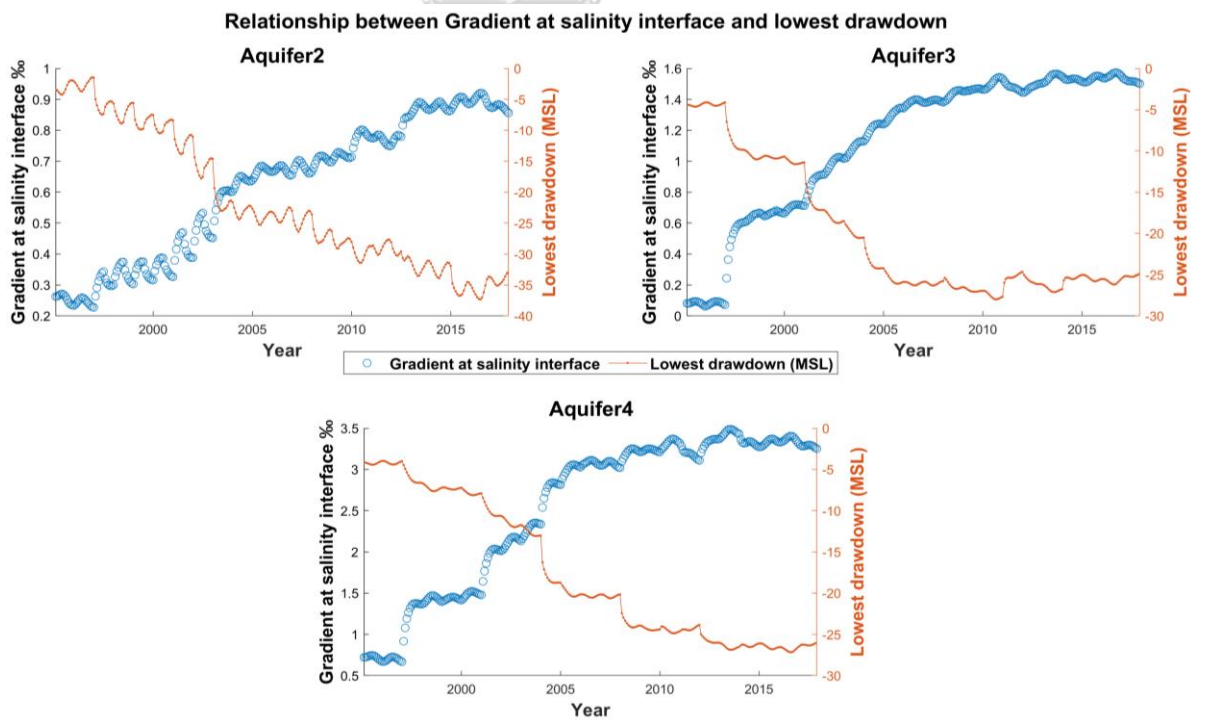 Relationship between Gradient at salinity interface and lowest drawdown
Aquifer2
Gradient at salinity interface ‰
1
0.9
0.8
0.7
0.6
0.5
0.4
0.3
0.2
0
-5
-10
-15
-20
-25
-30
-35
-40
Lowest drawdown (MSL)
2000 2005 2010 2015
Year
Aquifer3
Gradient at salinity interface ‰
1.6
1.4
1.2
1
0.8
0.6
0.4
0.2
0
0
-5
-10
-15
-20
-25
-30
Lowest drawdown (MSL)
2000 2005 2010 2015
Year
Gradient at salinity interface Lowest drawdown (MSL)
Aquifer4
Gradient at salinity interface ‰
3.5
3
2.5
2
1.5
1
0.5
0
-5
-10
-15
-20
-25
-30
Lowest drawdown (MSL)
2000 2005 2010 2015
Year